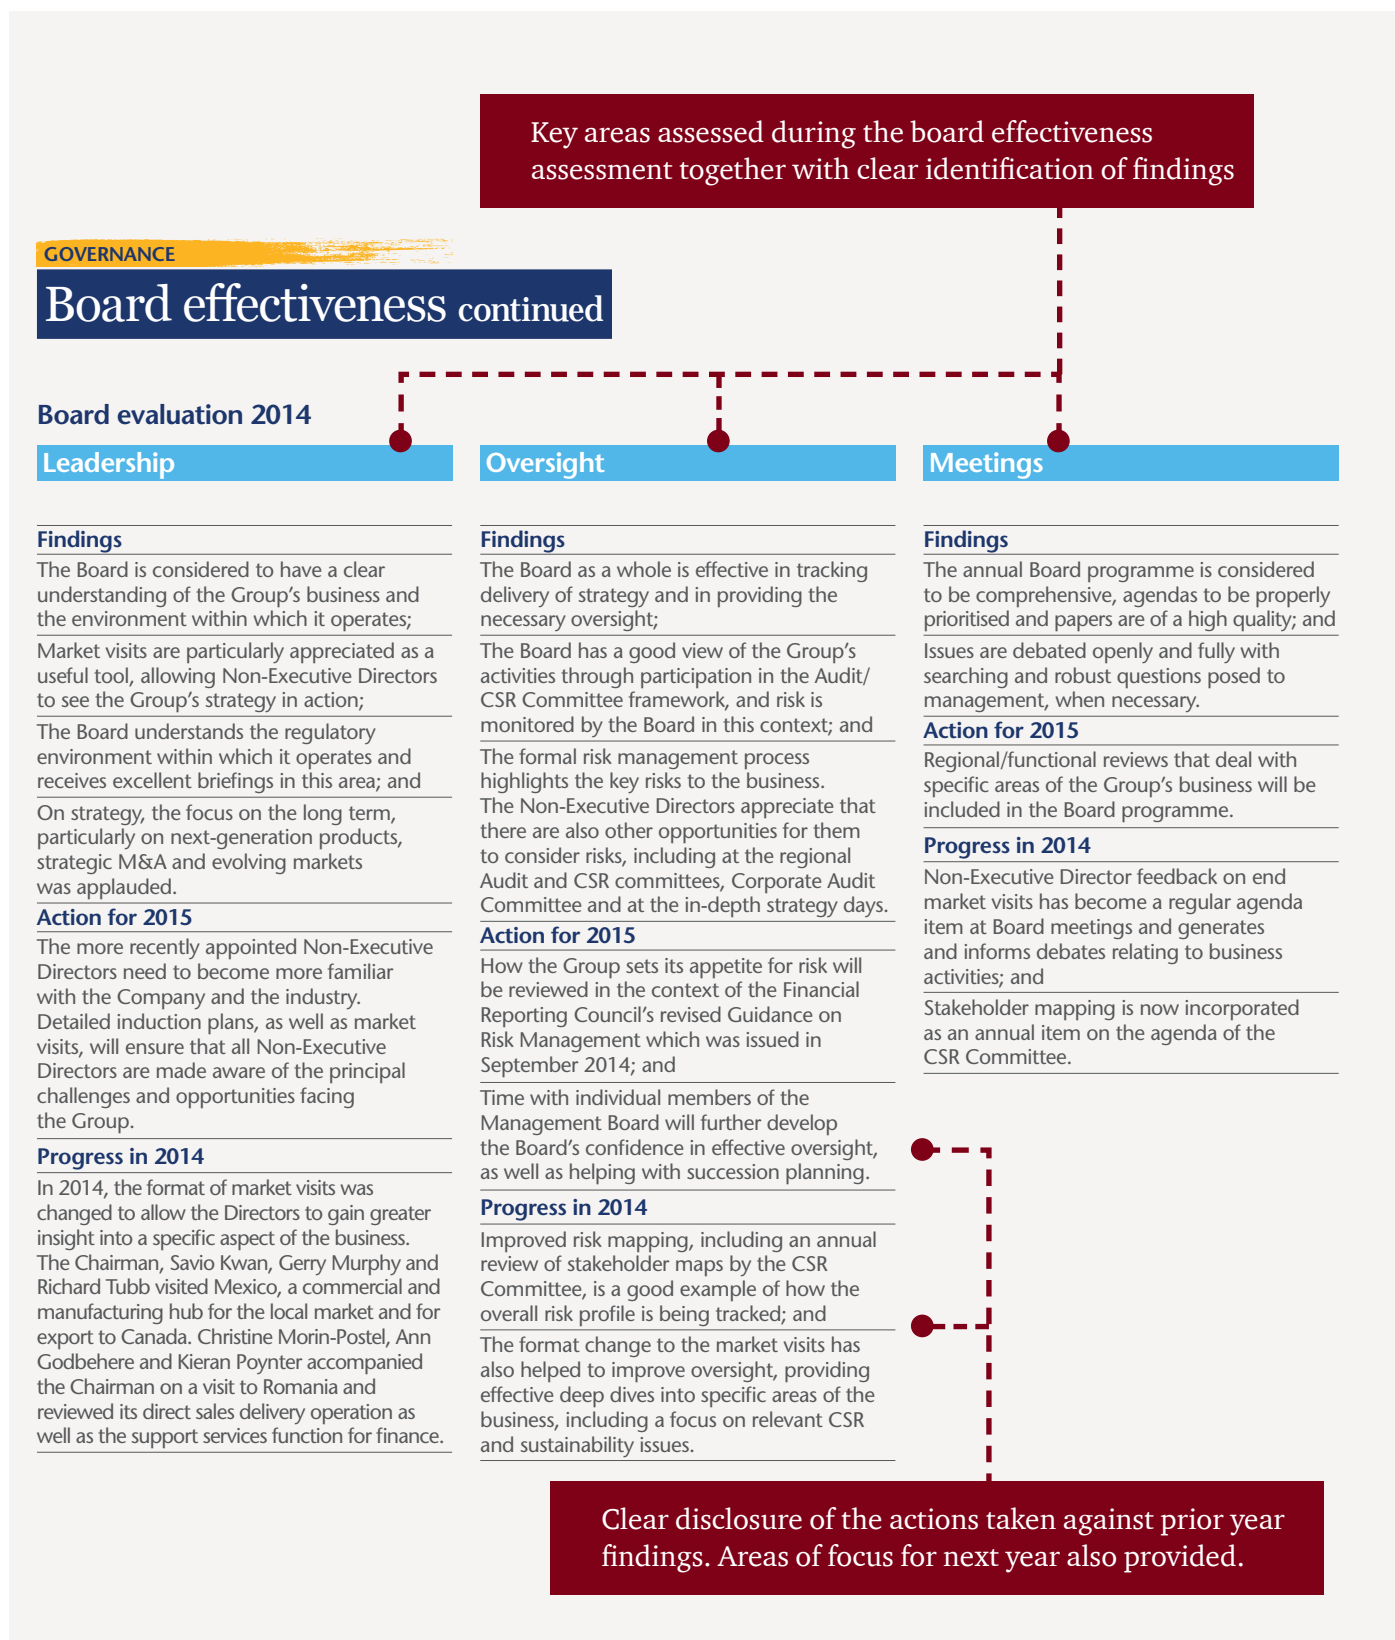 Key areas assessed during the board effectiveness
assessment together with clear identification of findings
GOVERNANCE
Board effectiveness continued
Board evaluation 2014
Leadership
Findings
The Board is considered to have a clear
understanding of the Group's business and
the environment within which it operates;
Market visits are particularly appreciated as a
useful tool, allowing Non-Executive Directors
to see the Group's strategy in action;
The Board understands the regulatory
environment within which it operates and
receives excellent briefings in this area; and
On strategy, the focus on the long term,
particularly on next-generation products,
strategic M&A and evolving markets
was applauded.
Action for 2015
The more recently appointed Non-Executive
Directors need to become more familiar
with the Company and the industry.
Detailed induction plans, as well as market
visits, will ensure that all Non-Executive
Directors are made aware of the principal
challenges and opportunities facing
the Group.
Progress in 2014
In 2014, the format of market visits was
changed to allow the Directors to gain greater
insight into a specific aspect of the business.
The Chairman, Savio Kwan, Gerry Murphy and
Richard Tubb visited Mexico, a commercial and
manufacturing hub for the local market and for
export to Canada. Christine Morin-Postel, Ann
Godbehere and Kieran Poynter accompanied
the Chairman on a visit to Romania and
reviewed its direct sales delivery operation as
well as the support services function for finance.
Oversight
Findings
The Board as a whole is effective in tracking
delivery of strategy and in providing the
necessary oversight;
The Board has a good view of the Group's
activities through participation in the Audit/
CSR Committee framework, and risk is
monitored by the Board in this context; and
The formal risk management process
highlights the key risks to the business.
The Non-Executive Directors appreciate that
there are also other opportunities for them
to consider risks, including at the regional
Audit and CSR committees, Corporate Audit
Committee and at the in-depth strategy days.
Action for 2015
How the Group sets its appetite for risk will
be reviewed in the context of the Financial
Reporting Council's revised Guidance on
Risk Management which was issued in
September 2014; and
Time with individual members of the
Management Board will further develop
the Board's confidence in effective oversight,
as well as helping with succession planning.
Progress in 2014
Improved risk mapping, including an annual
review of stakeholder maps by the CSR
Committee, is a good example of how the
overall risk profile is being tracked; and
The format change to the market visits has
also helped to improve oversight, providing
effective deep dives into specific areas of the
business, including a focus on relevant CSR
and sustainability issues.
Meetings
Findings
The annual Board programme is considered
to be comprehensive, agendas to be properly
prioritised and papers are of a high quality; and
Issues are debated openly and fully with
searching and robust questions posed to
management, when necessary.
Action for 2015
Regional/functional reviews that deal with
specific areas of the Group's business will be
included in the Board programme.
Progress in 2014
Non-Executive Director feedback on end
market visits has become a regular agenda
item at Board meetings and generates
and informs debates relating to business
activities; and
Stakeholder mapping is now incorporated
as an annual item on the agenda of the
CSR Committee.
Clear disclosure of the actions taken against prior year
findings. Areas of focus for next year also provided.